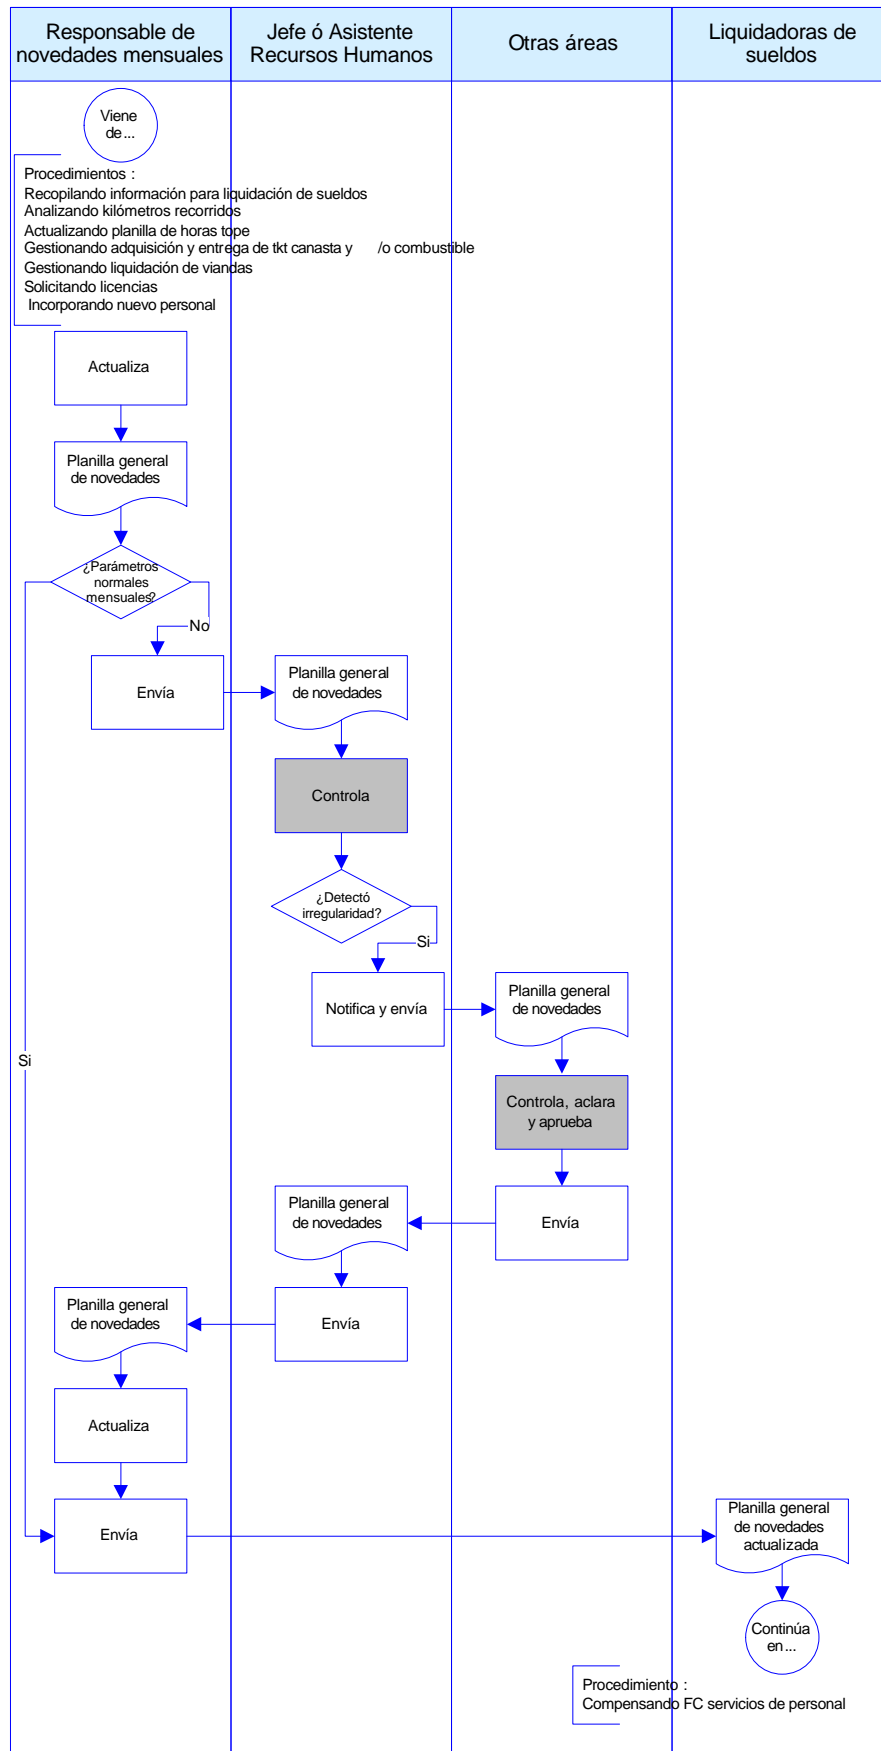 Responsable de
novedades mensuales
Jefe ó Asistente
Recursos Humanos
Otras áreas
Liquidadoras de
sueldos
Viene
de...
Procedimientos :
Recopilando información para liquidación de sueldos
Analizando kilómetros recorridos
Actualizando planilla de horas tope
Gestionando adquisición y entrega de tkt canasta y /o combustible
Gestionando liquidación de viandas
Solicitando licencias
Incorporando nuevo personal
Actualiza
Planilla general
de novedades
¿Parámetros
normales
mensuales?
No
Envía
Planilla general
de novedades
Controla
¿Detectó
irregularidad?
Si
Notifica y envía
Planilla general
de novedades
Si
Controla, aclara
y aprueba
Envía
Planilla general
de novedades
Envía
Planilla general
de novedades
Actualiza
Envía
Planilla general
de novedades
actualizada
Continúa
en...
Procedimiento :
Compensando FC servicios de personal